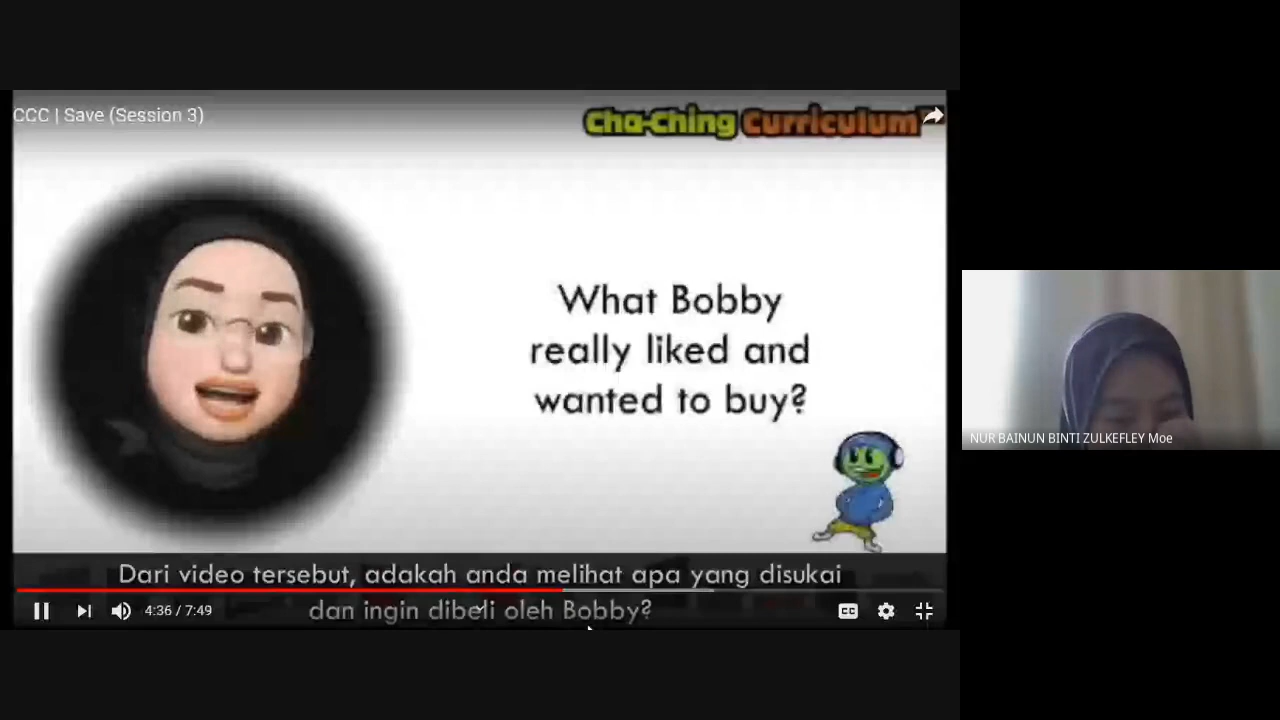 CCC | Save (Session 3)
Cha-Ching Curriculum
What Bobby
really liked and
wanted to buy?
Dari video tersebut, adakah anda melihat apa yang disukai
dan ingin dibeli oleh Bobby?
4:36 / 7:49
CC
NUR BAINUN BINTI ZULKEFLEY Moe